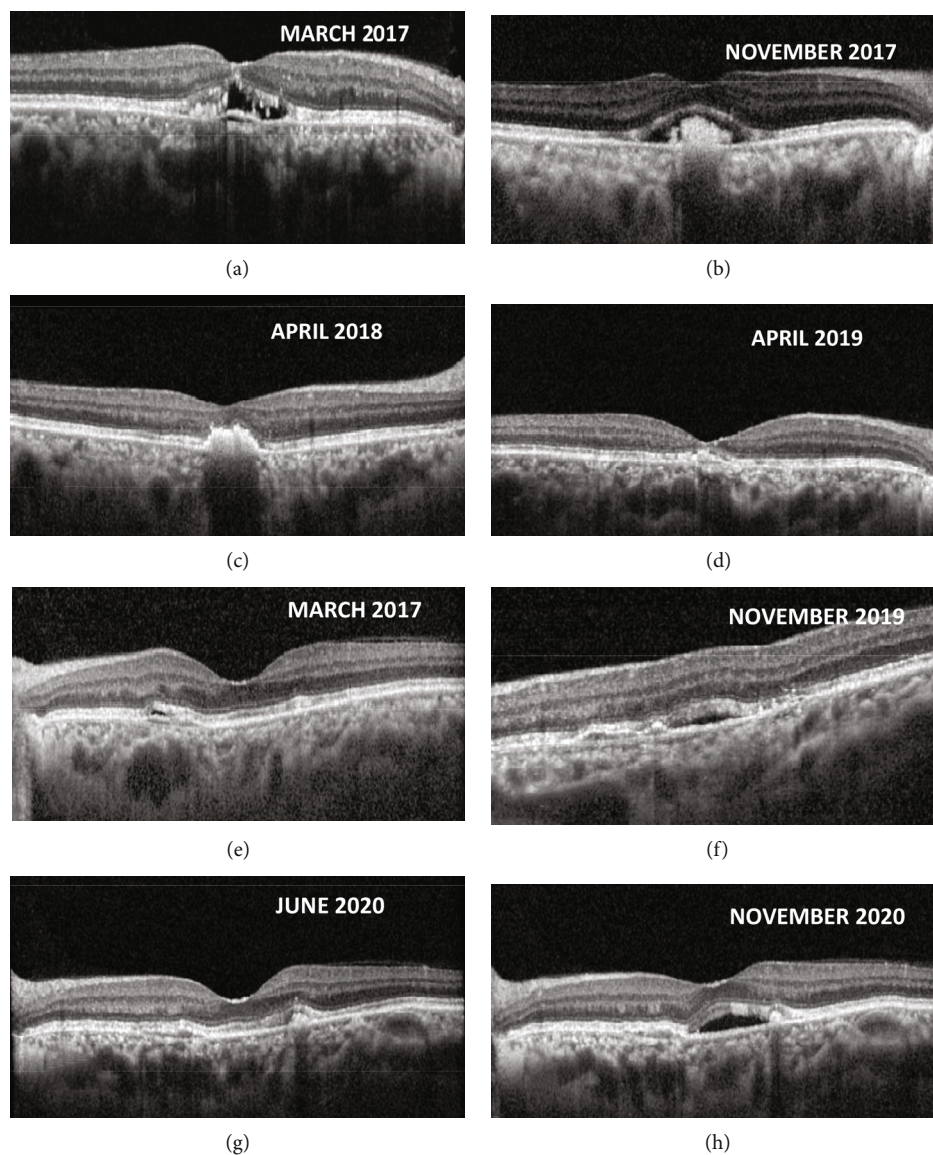 MARCH 2017
NOVEMBER 2017
(a)
(b)
APRIL 2018
APRIL 2019
(c)
(d)
MARCH 2017
NOVEMBER 2019
(e)
(f)
JUNE 2020
NOVEMBER 2020
(g)
(h)